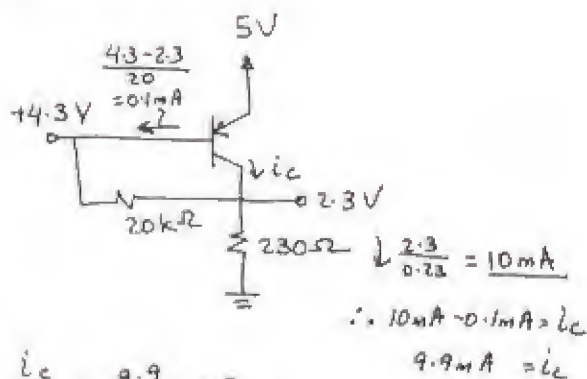 5V
4.3-2.3
20
=0.1mA
+4.3V
ic
20kΩ
2.3V
230Ω
2.3
0.23
= 10mA
∴ 10mA-0.1mA=ic
9.9mA = ic
ic
9.9